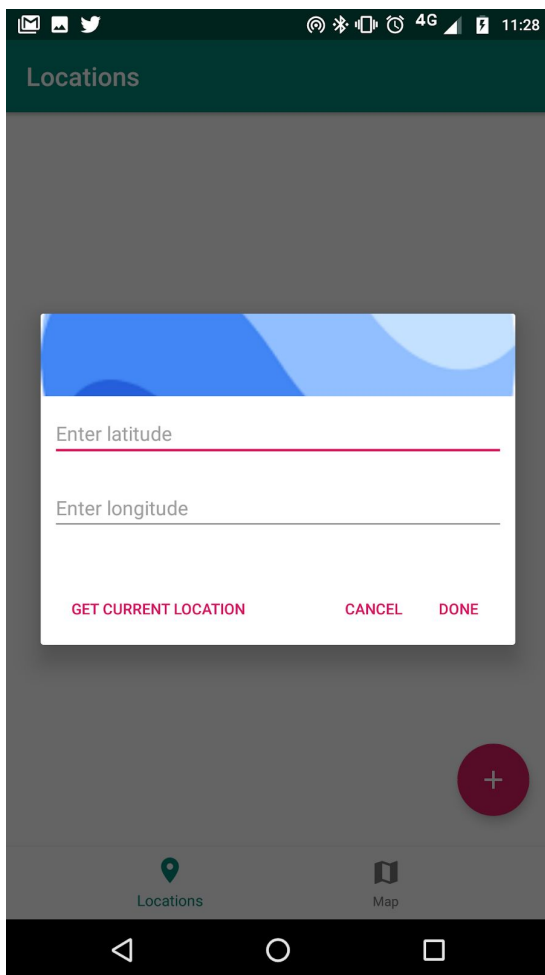 4G 11:28
Locations
Enter latitude
Enter longitude
GET CURRENT LOCATION CANCEL DONE
Locations Map